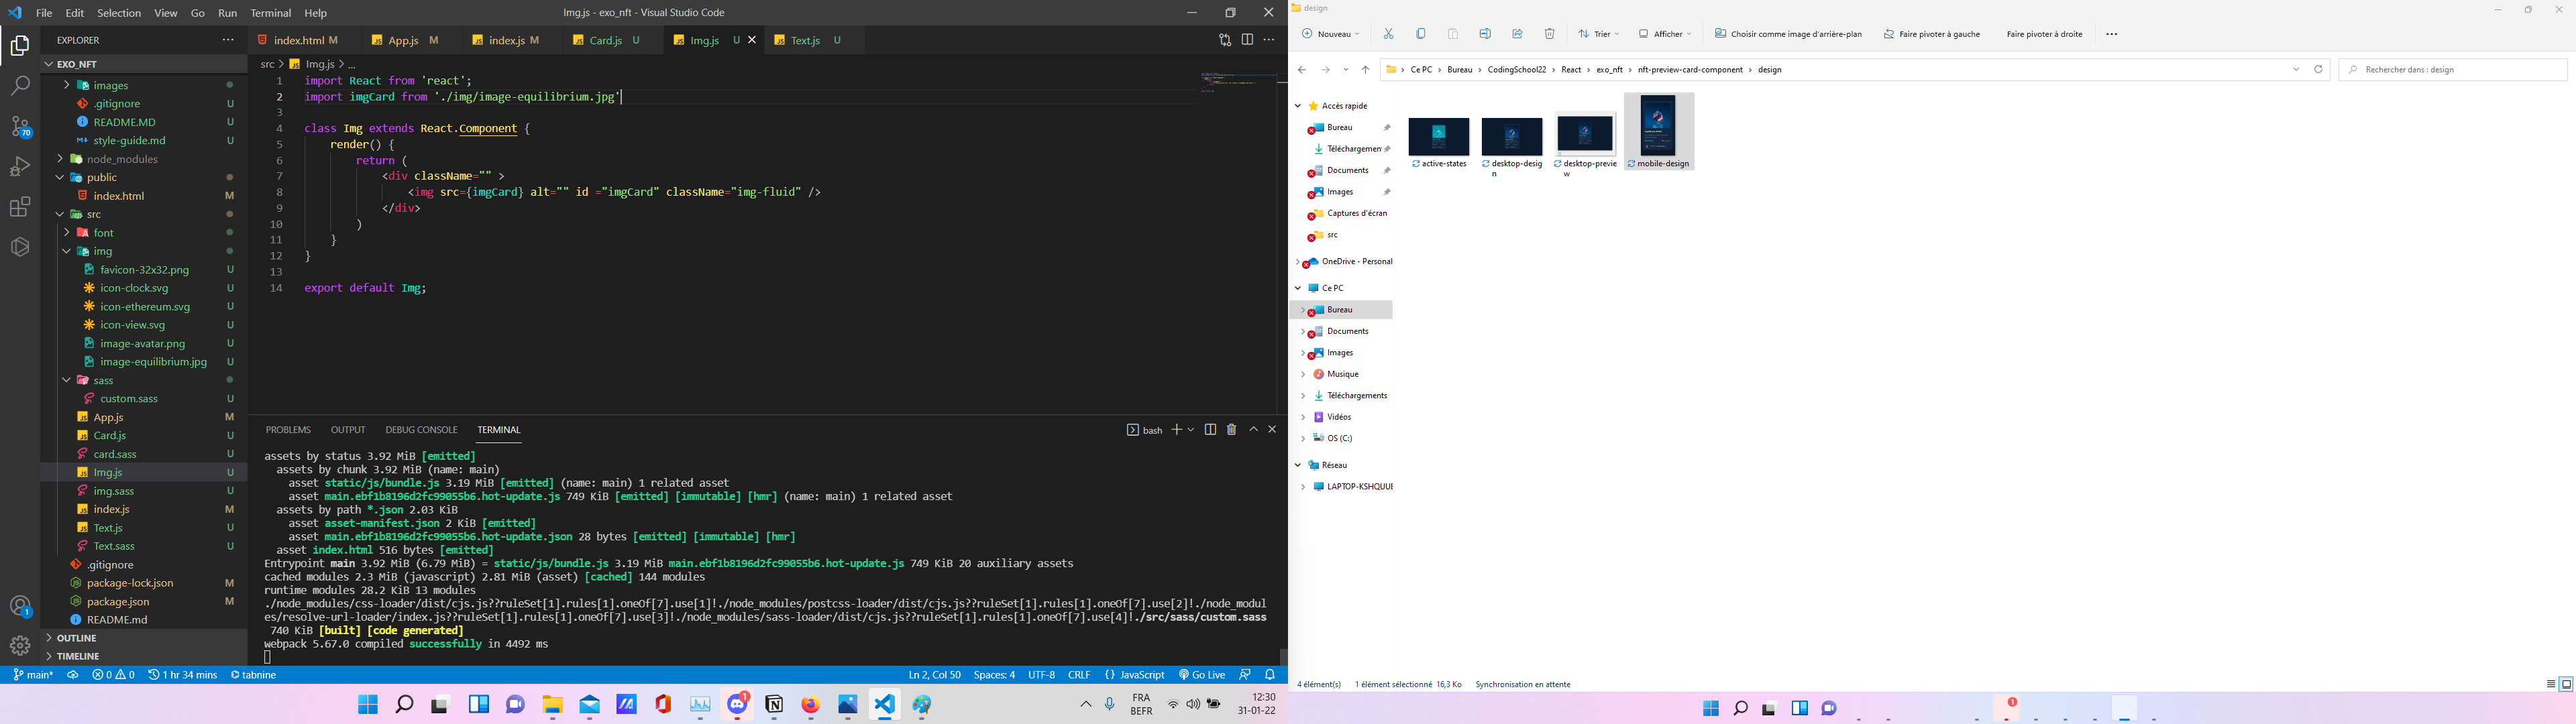 File Edit Selection View Go Run Terminal Help
Img.js - exo_nft - Visual Studio Code
EXPLORER
EXO_NFT
images
.gitignore U
README.MD U
style-guide.md U
node_modules
public
index.html M
src
font
img
favicon-32x32.png U
icon-clock.svg U
icon-ethereum.svg U
icon-view.svg U
image-avatar.png U
image-equilibrium.jpg U
sass
custom.sass U
App.js M
Card.js U
card.sass U
Img.js U
img.sass U
index.js M
Text.js U
Text.sass U
.gitignore
package-lock.json M
package.json M
README.md
OUTLINE
TIMELINE
70
1
index.html M App.js M index.js M Card.js U Img.js U Text.js U
src > Img.js > ...
1 import React from 'react';
2 import imgCard from './img/image-equilibrium.jpg'
3
4 class Img extends React.Component {
5 render() {
6 return (
7 <div className="" >
8 <img src={imgCard} alt="" id ="imgCard" className="img-fluid" />
9 </div>
10 )
11 }
12 }
13
14 export default Img;
PROBLEMS OUTPUT DEBUG CONSOLE TERMINAL
bash
assets by status 3.92 MiB [emitted]
assets by chunk 3.92 MiB (name: main)
asset static/js/bundle.js 3.19 MiB [emitted] (name: main) 1 related asset
asset main.ebf1b8196d2fc99055b6.hot-update.js 749 KiB [emitted] [immutable] [hmr] (name: main) 1 related asset
assets by path *.json 2.03 KiB
asset asset-manifest.json 2 KiB [emitted]
asset main.ebf1b8196d2fc99055b6.hot-update.json 28 bytes [emitted] [immutable] [hmr]
asset index.html 516 bytes [emitted]
Entrypoint main 3.92 MiB (6.79 MiB) = static/js/bundle.js 3.19 MiB main.ebf1b8196d2fc99055b6.hot-update.js 749 KiB 20 auxiliary assets
cached modules 2.3 MiB (javascript) 2.81 MiB (asset) [cached] 144 modules
runtime modules 28.2 KiB 13 modules
./node_modules/css-loader/dist/cjs.js??ruleSet[1].rules[1].oneOf[7].use[1]!./node_modules/postcss-loader/dist/cjs.js??ruleSet[1].rules[1].oneOf[7].use[2]!./node_modul
es/resolve-url-loader/index.js??ruleSet[1].rules[1].oneOf[7].use[3]!./node_modules/sass-loader/dist/cjs.js??ruleSet[1].rules[1].oneOf[7].use[4]!./src/sass/custom.sass
740 KiB [built] [code generated]
webpack 5.67.0 compiled successfully in 4492 ms
main* 0 0 1 hr 34 mins tabnine
Ln 2, Col 50 Spaces: 4 UTF-8 CRLF {} JavaScript Go Live
1
FRA
BEFR
12:30
31-01-22
design
Nouveau Trier Afficher Choisir comme image d'arrière-plan Faire pivoter à gauche Faire pivoter à droite
Ce PC > Bureau > CodingSchool22 > React > exo_nft > nft-preview-card-component > design
Rechercher dans : design
Accès rapide
Bureau
Téléchargemen
Documents
Images
Captures d'écran
src
OneDrive - Personal
Ce PC
Bureau
Documents
Images
Musique
Téléchargements
Vidéos
OS (C:)
Réseau
LAPTOP-KSHQUUE
active-states
desktop-desig
n
desktop-previe
w
mobile-design
4 élément(s) 1 élément sélectionné 16,3 Ko Synchronisation en attente
1